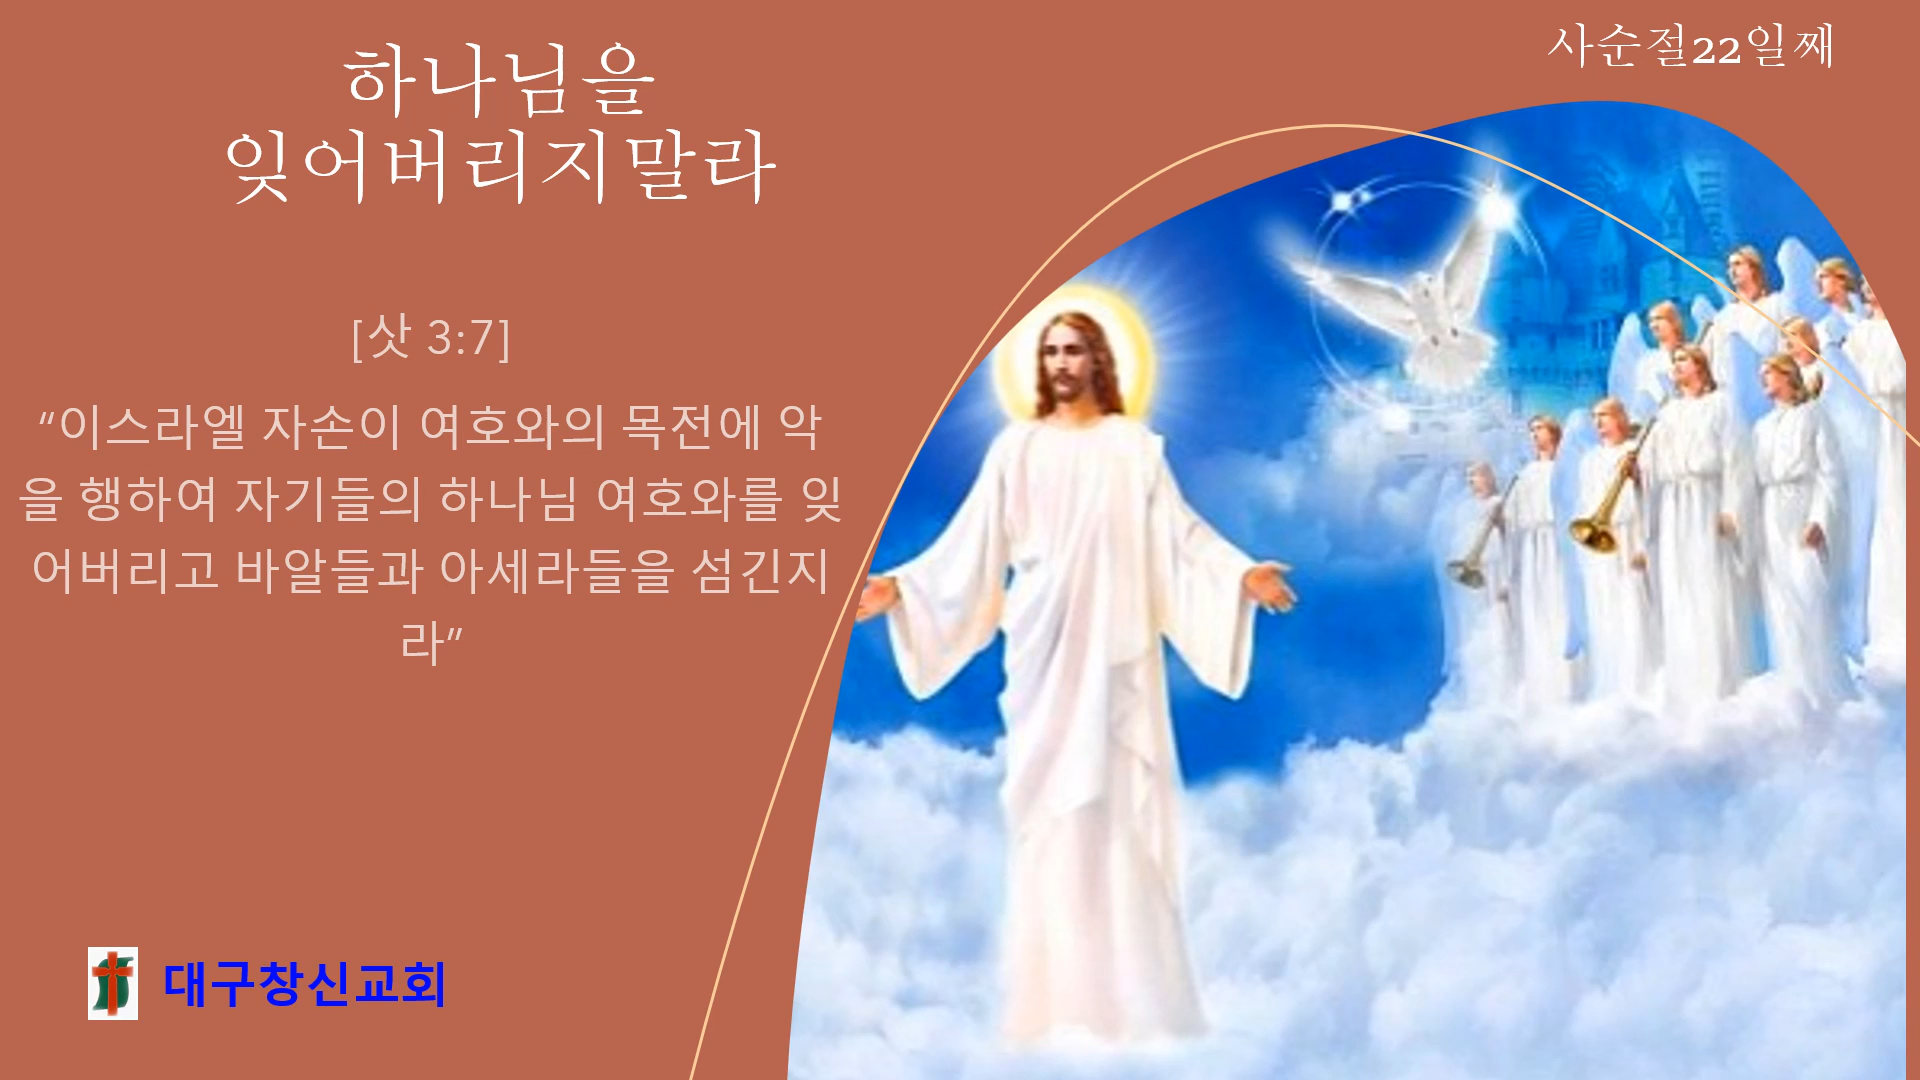 사순절22일째
하나님을
잊어버리지말라
[삿 3:7]
“이스라엘 자손이 여호와의 목전에 악
을 행하여 자기들의 하나님 여호와를 잊
어버리고 바알들과 아세라들을 섬긴지
라”
대구창신교회